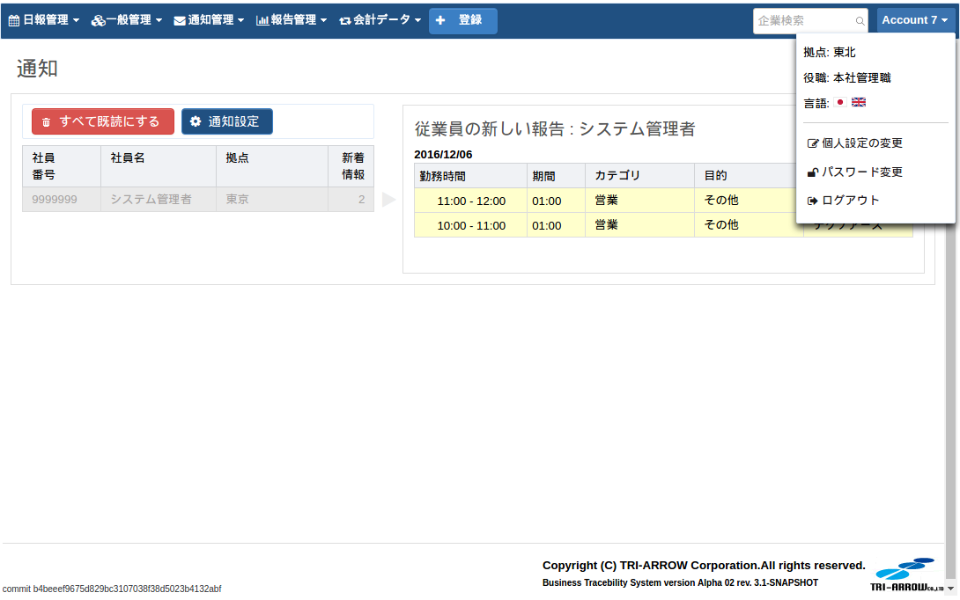 日報管理 一般管理 通知管理 報告管理 会計データ + 登録 企業検索 Account 7
拠点: 東北
役職: 本社管理職
言語:
個人設定の変更
パスワード変更
ログアウト
通知
すべて既読にする 通知設定
社員番号 社員名 拠点 新着情報
9999999 システム管理者 東京 2
従業員の新しい報告 : システム管理者
2016/12/06
勤務時間 期間 カテゴリ 目的
11:00 - 12:00 01:00 営業 その他
10:00 - 11:00 01:00 営業 その他
Copyright (C) TRI-ARROW Corporation.All rights reserved.
Business Tracebility System version Alpha 02 rev. 3.1-SNAPSHOT
TRI-ARROW
commit b4beeef9675d829bc3107038f38d5023b4132abf